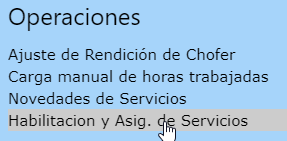 Operaciones
Ajuste de Rendición de Chofer
Carga manual de horas trabajadas
Novedades de Servicios
Habilitacion y Asig. de Servicios